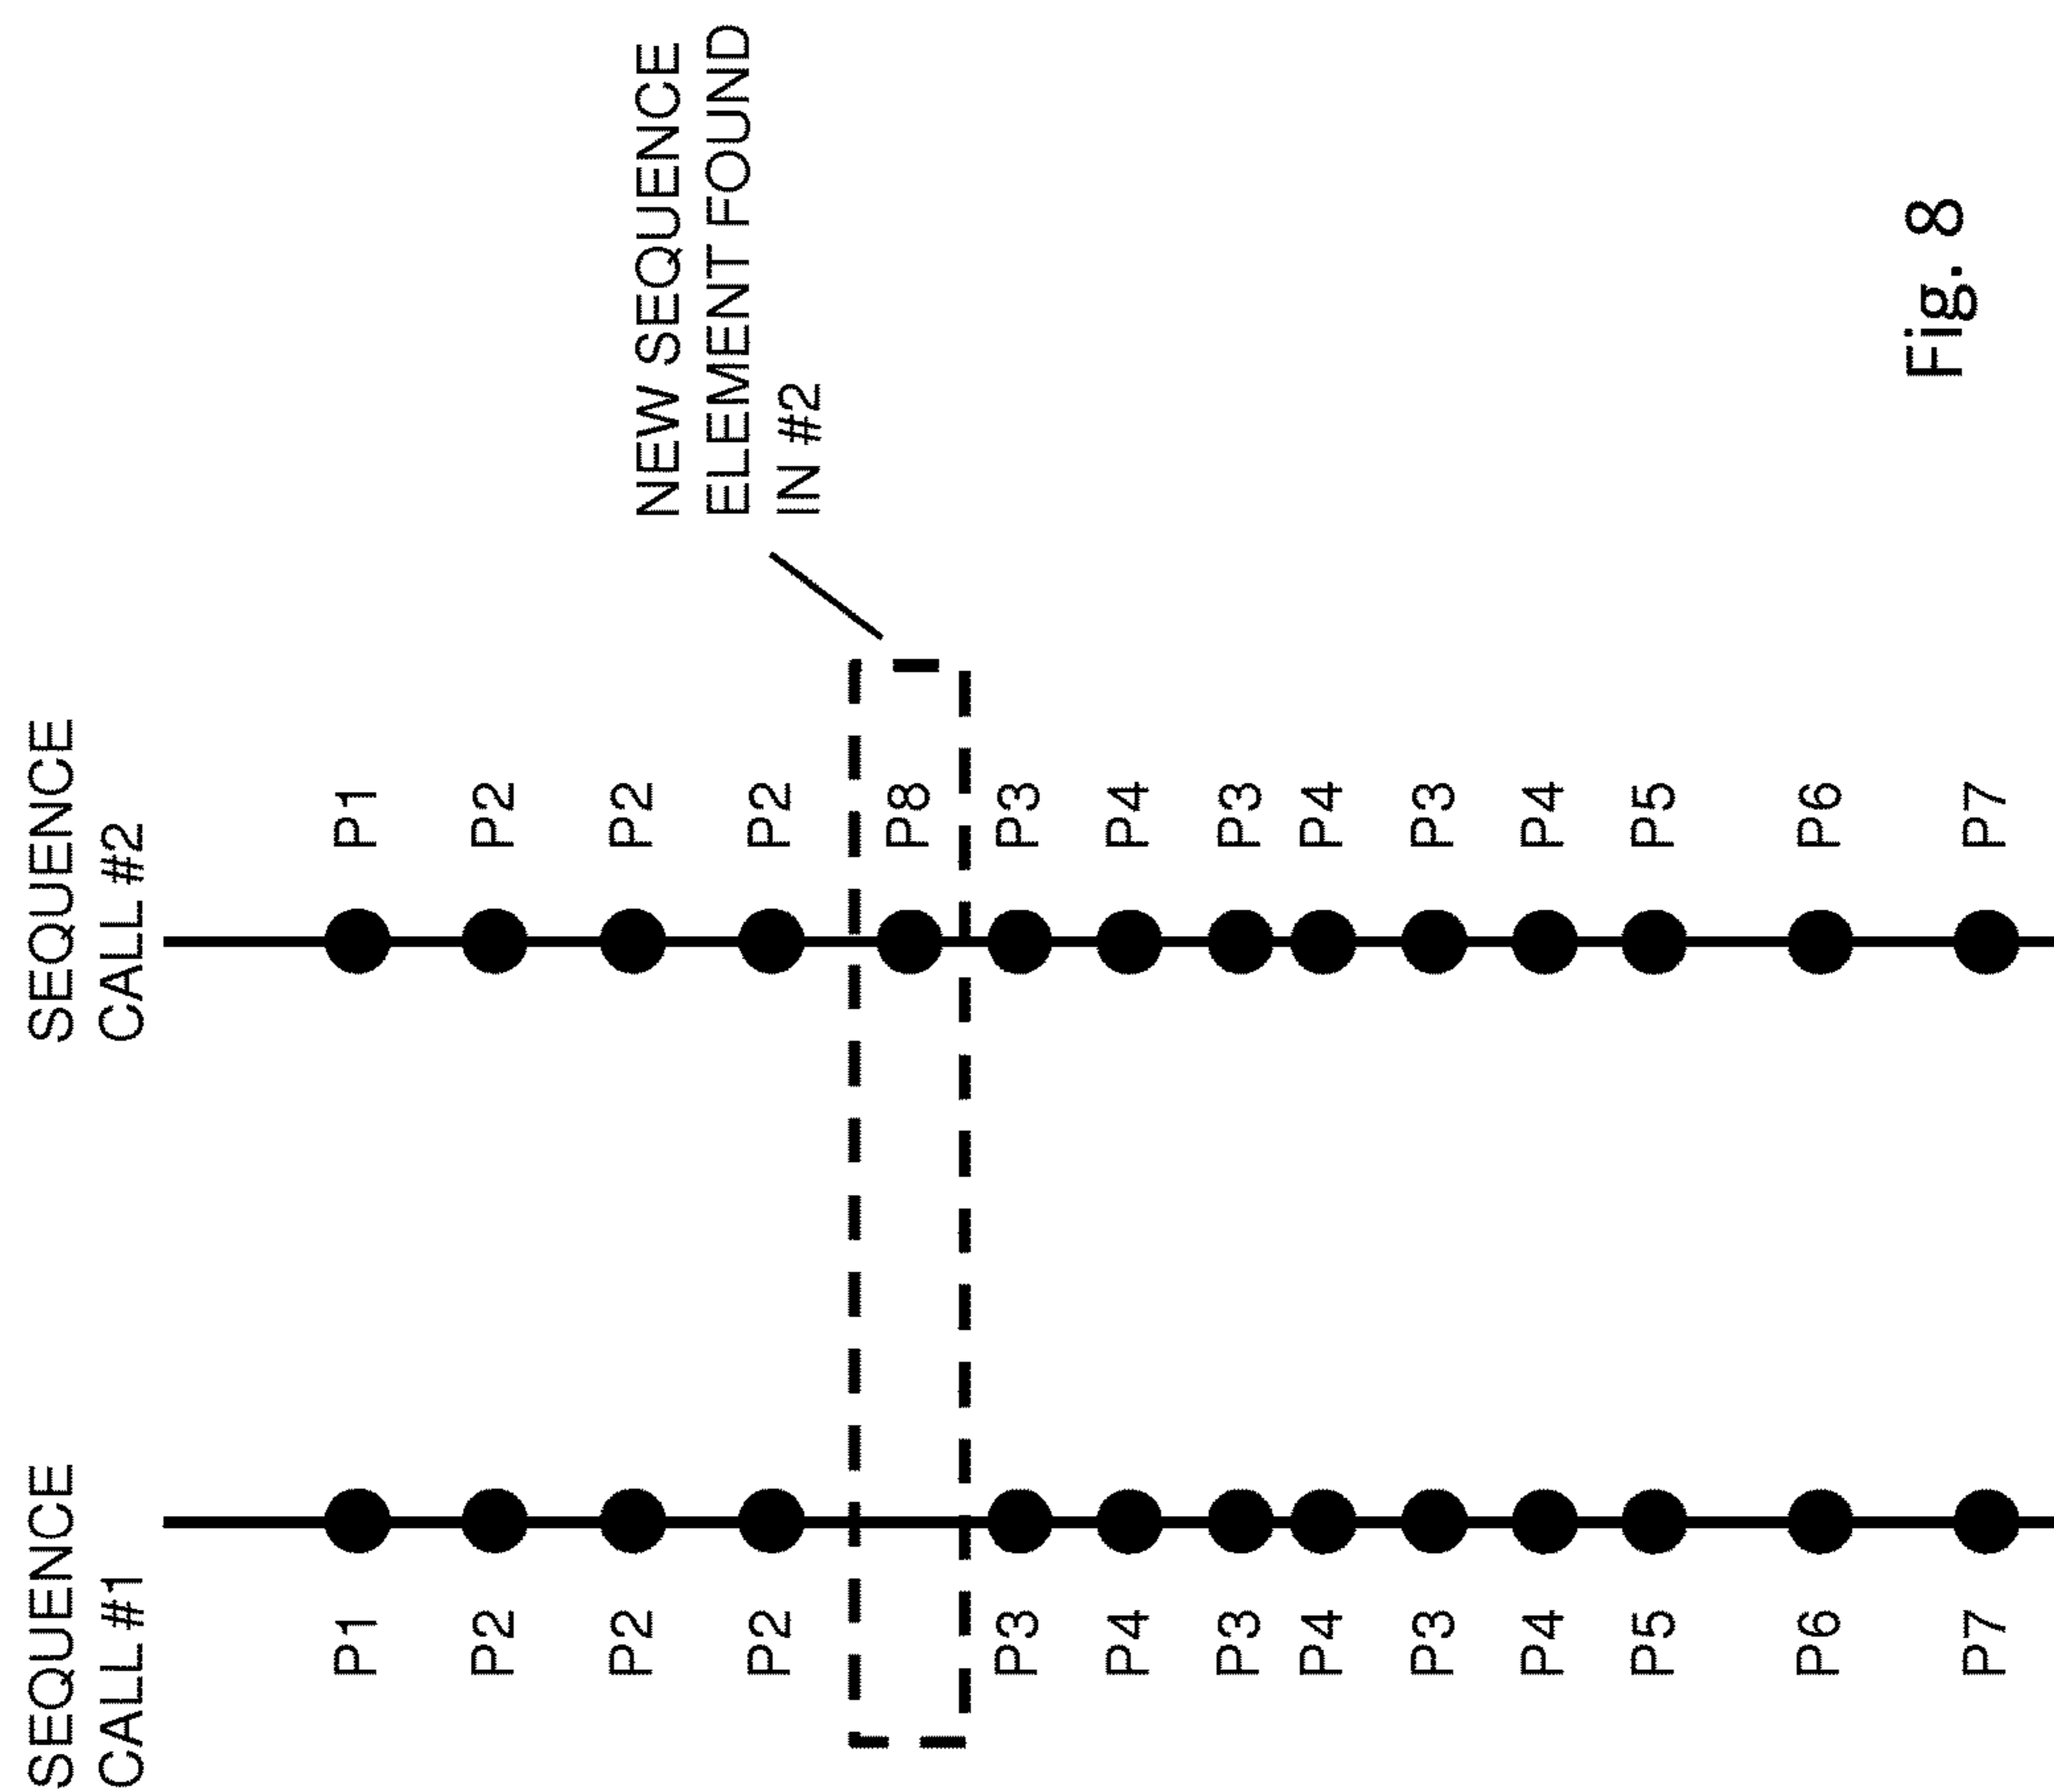 SEQUENCE
CALL #1
P1
P2
P2
P2
P3
P4
P3
P4
P3
P4
P5
P6
P7
SEQUENCE
CALL #2
P1
P2
P2
P2
P8
P3
P4
P3
P4
P3
P4
P5
P6
P7
NEW SEQUENCE
ELEMENT FOUND
IN #2
Fig. 8